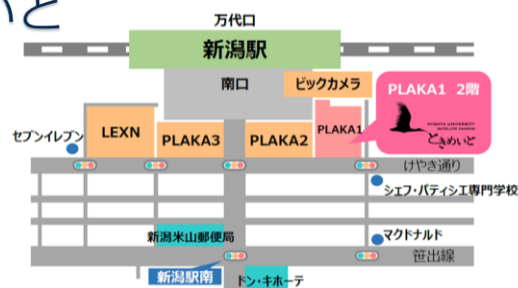 いと
万代口
新潟駅
南口
ビックカメラ
PLAKA1 2階
NIIGATA UNIVERSITY
SATELLITE CAMPUS
ときめいと
セブンイレブン
LEXN
PLAKA3
PLAKA2
PLAKA1
けやき通り
シェフ・パティシエ専門学校
新潟米山郵便局
マクドナルド
笹出線
新潟駅南
ドン・キホーテ